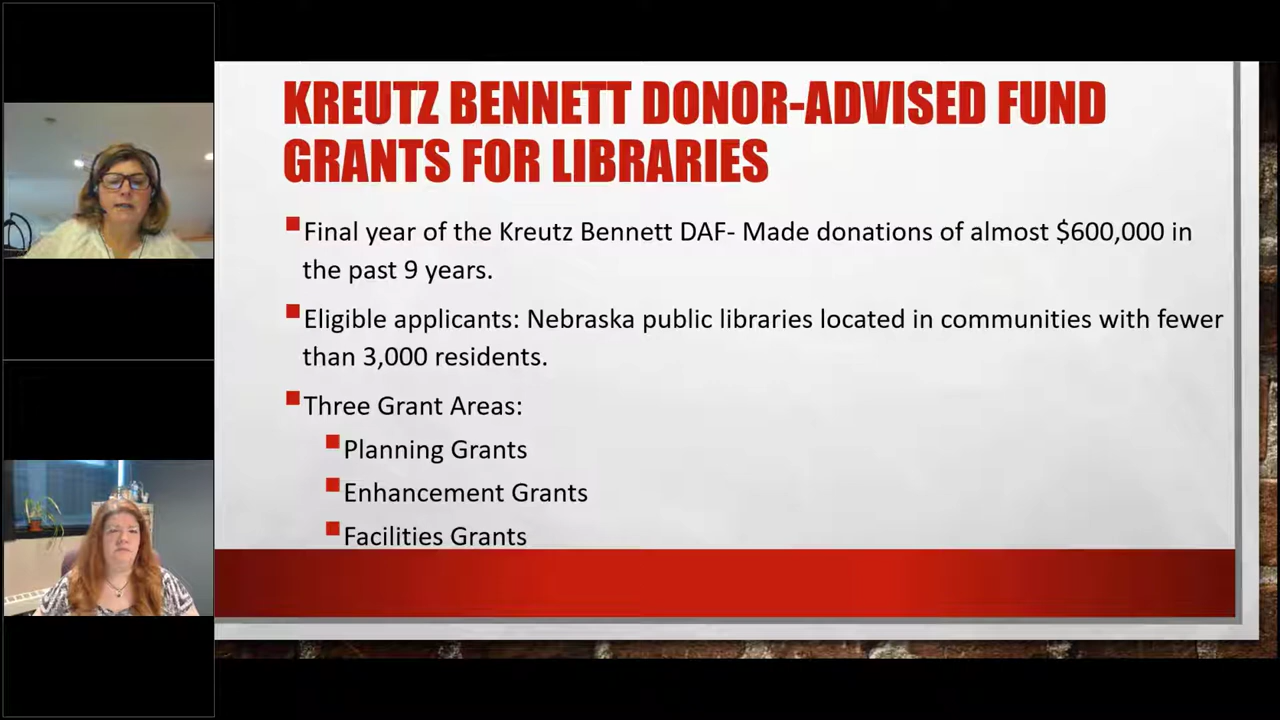 KREUTZ BENNETT DONOR-ADVISED FUND
GRANTS FOR LIBRARIES
Final year of the Kreutz Bennett DAF- Made donations of almost $600,000 in
the past 9 years.
Eligible applicants: Nebraska public libraries located in communities with fewer
than 3,000 residents.
Three Grant Areas:
Planning Grants
Enhancement Grants
Facilities Grants